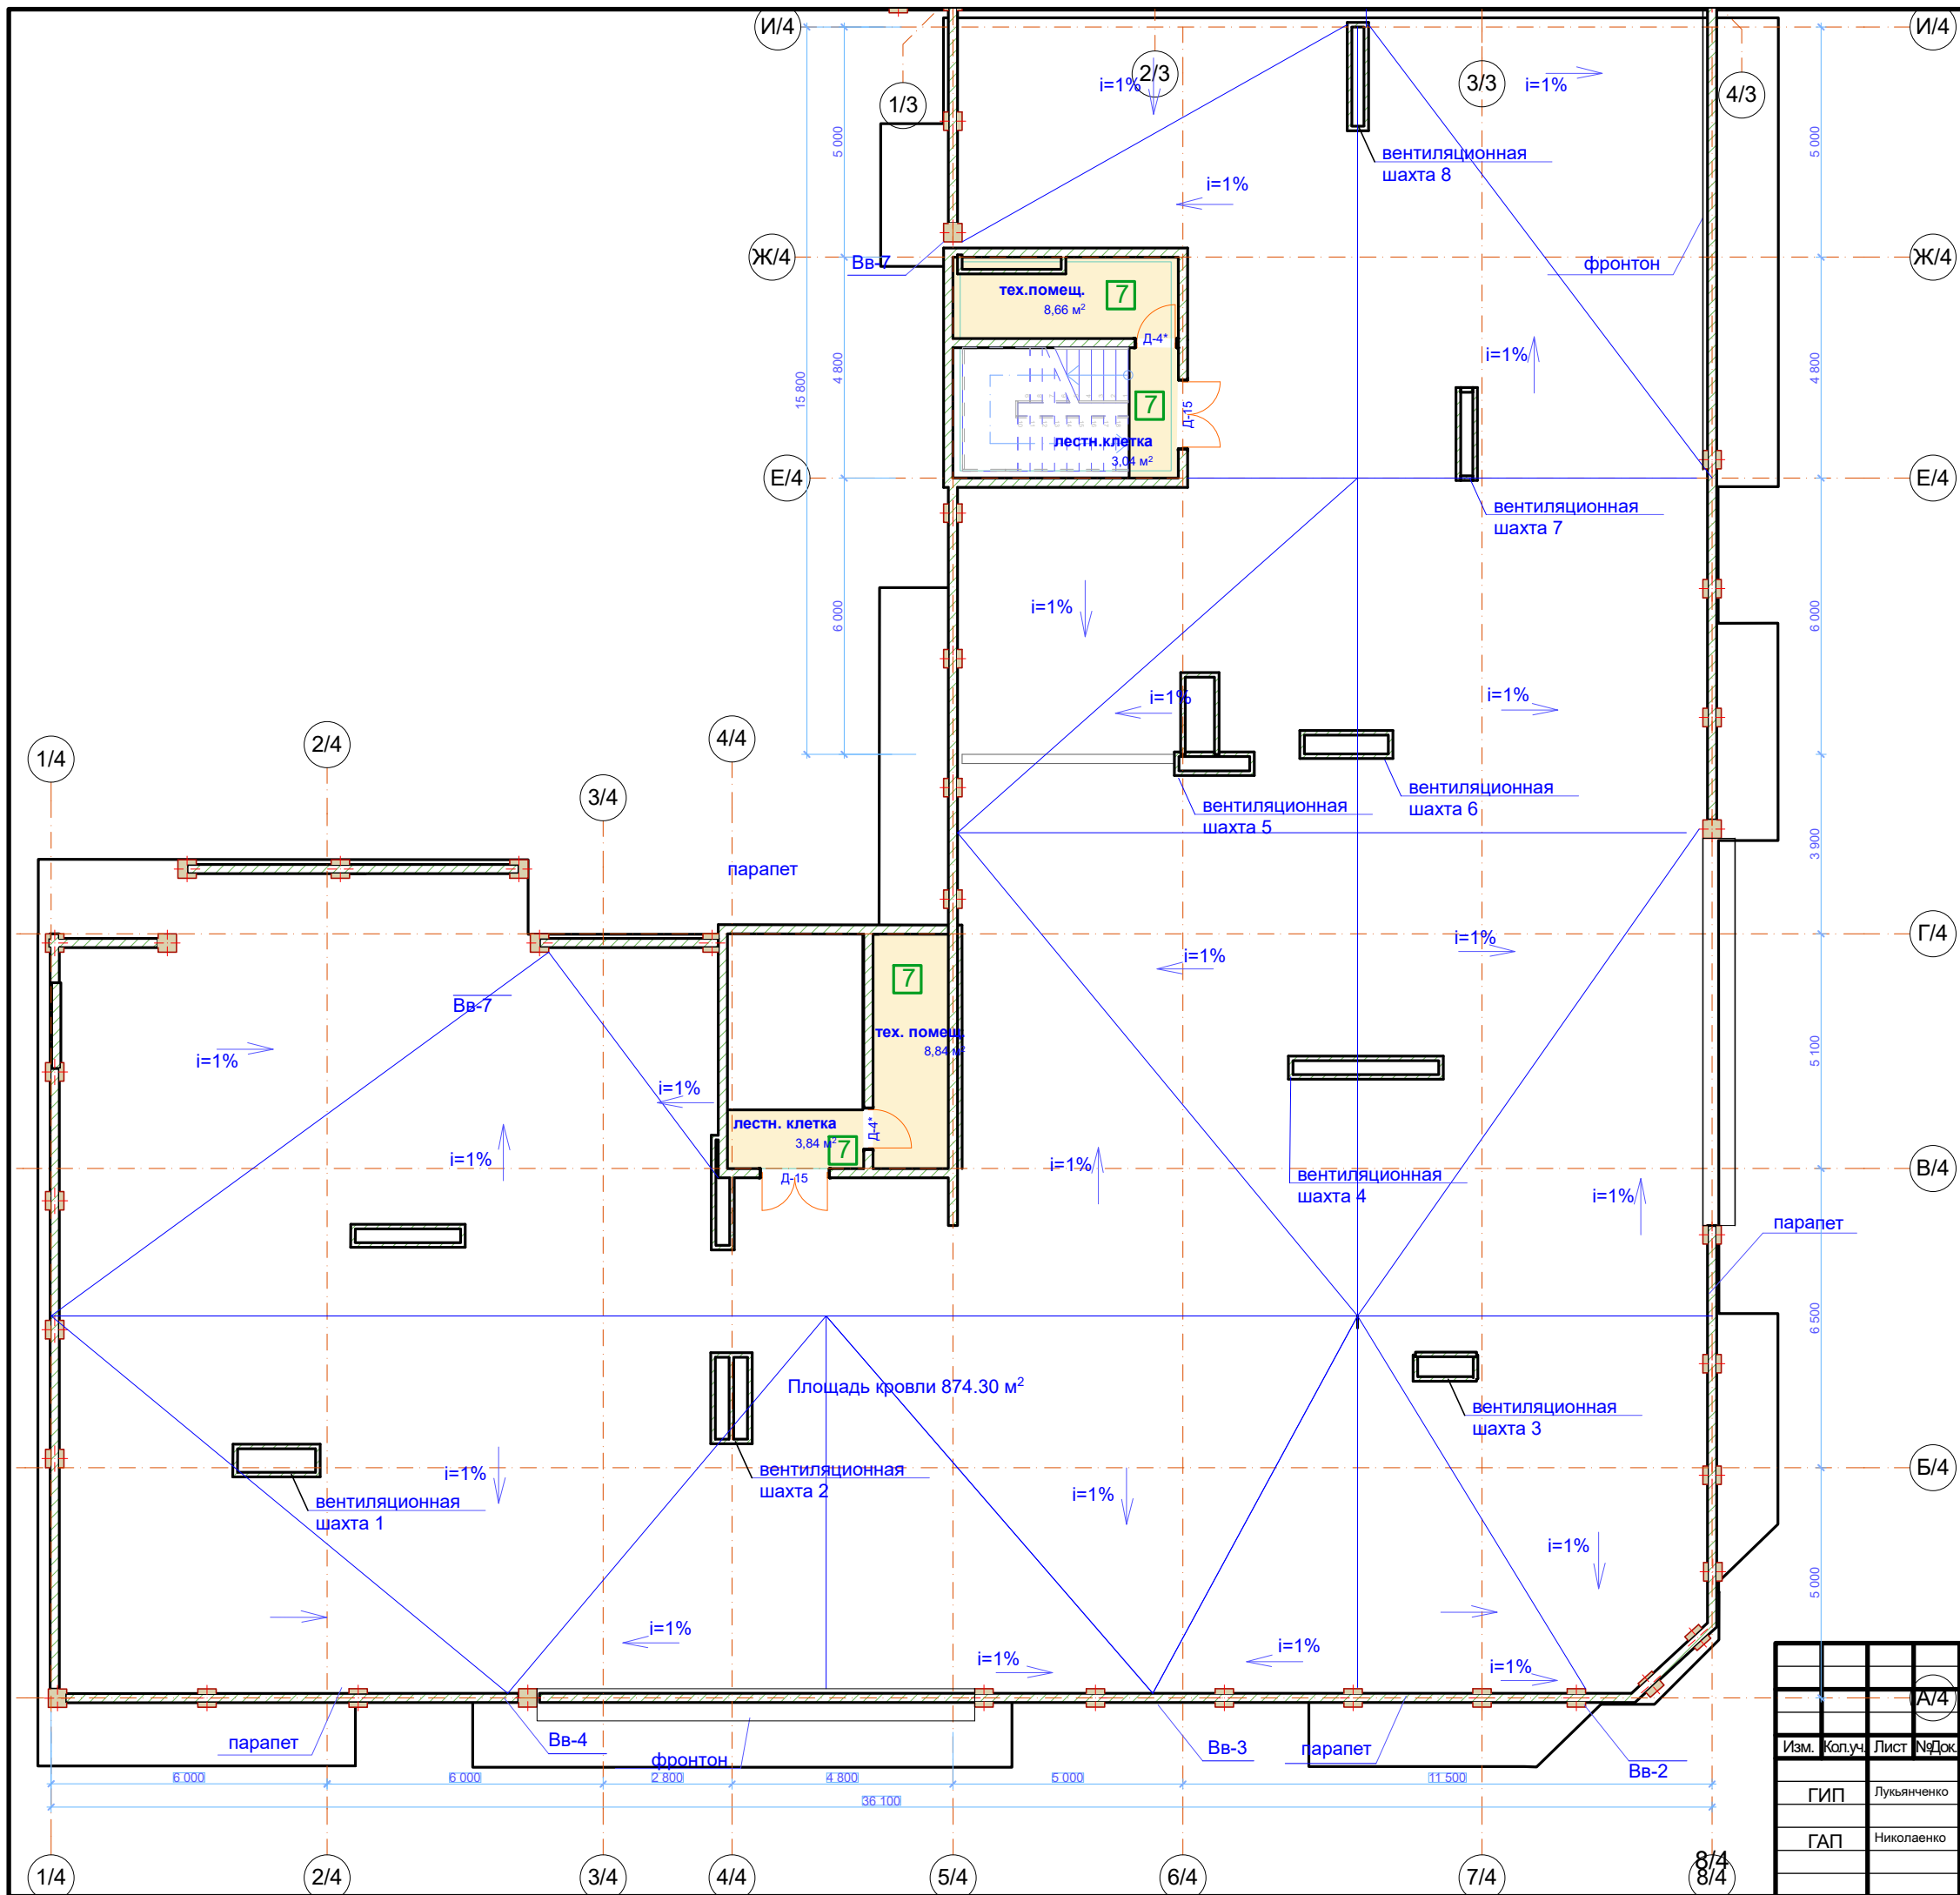 И/4
И/4
2/3
3/3
1/3
4/3
i=1%
i=1%
5 000
5 000
вентиляционная
шахта 8
i=1%
Ж/4
Ж/4
Вв-7
фронтон
тех.помещ.
7
8,66 м²
Д-4*
i=1%
15 800
4 800
4 800
7
Д-15
лестн.клетка
3,04 м²
Е/4
Е/4
вентиляционная
шахта 7
6 000
6 000
i=1%
i=1%
i=1%
1/4
2/4
4/4
3/4
вентиляционная
шахта 6
вентиляционная
шахта 5
3 900
парапет
Г/4
i=1%
i=1%
7
Вв-7
тех. помещ.
8,84 м²
i=1%
i=1%
5 100
лестн. клетка
3,84 м²
7
Д-4*
Д-15
i=1%
i=1%
В/4
вентиляционная
шахта 4
i=1%
парапет
6 500
Площадь кровли 874.30 м²
вентиляционная
шахта 3
вентиляционная
шахта 2
i=1%
Б/4
вентиляционная
шахта 1
i=1%
i=1%
5 000
i=1%
i=1%
i=1%
i=1%
А/4
парапет
Вв-4
фронтон
Вв-3
парапет
Вв-2
Изм.
Кол.уч.
Лист
№Док.
6 000
6 000
2 800
4 800
5 000
11 500
36 100
ГИП
Лукьянченко
ГАП
Николаенко
1/4
2/4
3/4
4/4
5/4
6/4
7/4
8/4
8/4